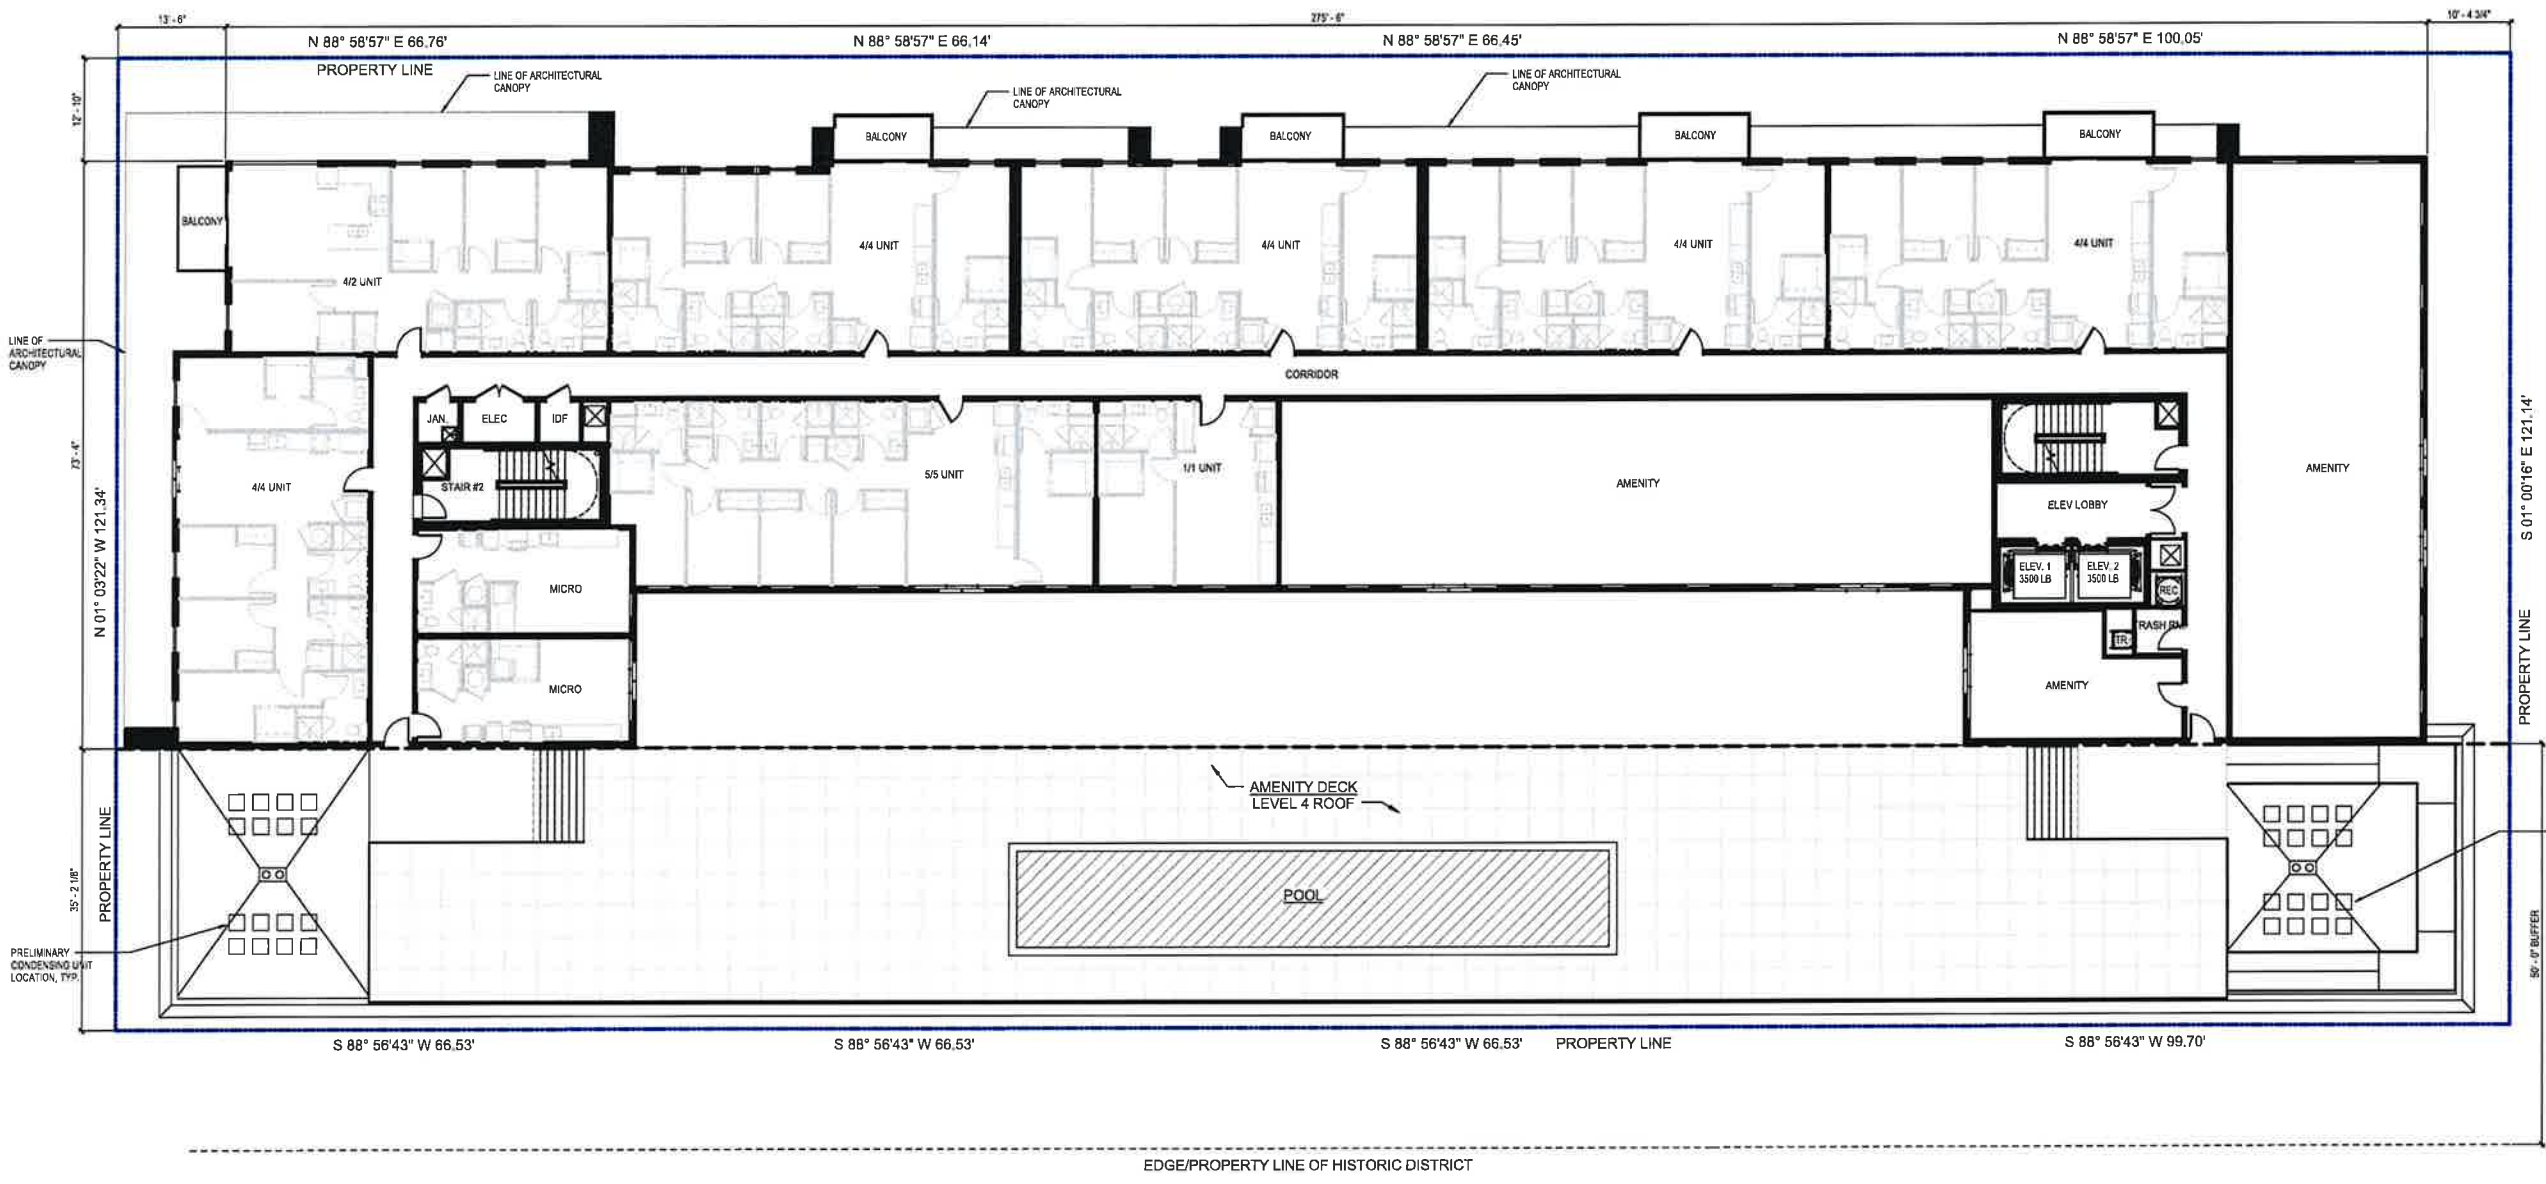 13' - 6"
275' - 6"
10' - 4 3/4"
N 88° 58'57" E 66.76'
N 88° 58'57" E 66.14'
N 88° 58'57" E 66.45'
N 88° 58'57" E 100.05'
PROPERTY LINE
LINE OF ARCHITECTURAL
CANOPY
LINE OF ARCHITECTURAL
CANOPY
LINE OF ARCHITECTURAL
CANOPY
12' - 10"
BALCONY
BALCONY
BALCONY
BALCONY
BALCONY
4/2 UNIT
4/4 UNIT
4/4 UNIT
4/4 UNIT
4/4 UNIT
LINE OF
ARCHITECTURAL
CANOPY
CORRIDOR
JAN.
ELEC
IDF
73' - 4"
4/4 UNIT
STAIR #2
5/5 UNIT
1/1 UNIT
AMENITY
AMENITY
ELEV LOBBY
ELEV. 1
3500 LB
ELEV. 2
3500 LB
REC
TR
TRASH RM
MICRO
MICRO
AMENITY
N 01° 03'22" W 121.34'
S 01° 00'16" E 121.14'
PROPERTY LINE
AMENITY DECK
LEVEL 4 ROOF
PROPERTY LINE
35' - 2 1/8"
POOL
PRELIMINARY
CONDENSING UNIT
LOCATION, TYP.
50' - 0" BUFFER
S 88° 56'43" W 66.53'
S 88° 56'43" W 66.53'
S 88° 56'43" W 66.53'
PROPERTY LINE
S 88° 56'43" W 99.70'
EDGE/PROPERTY LINE OF HISTORIC DISTRICT